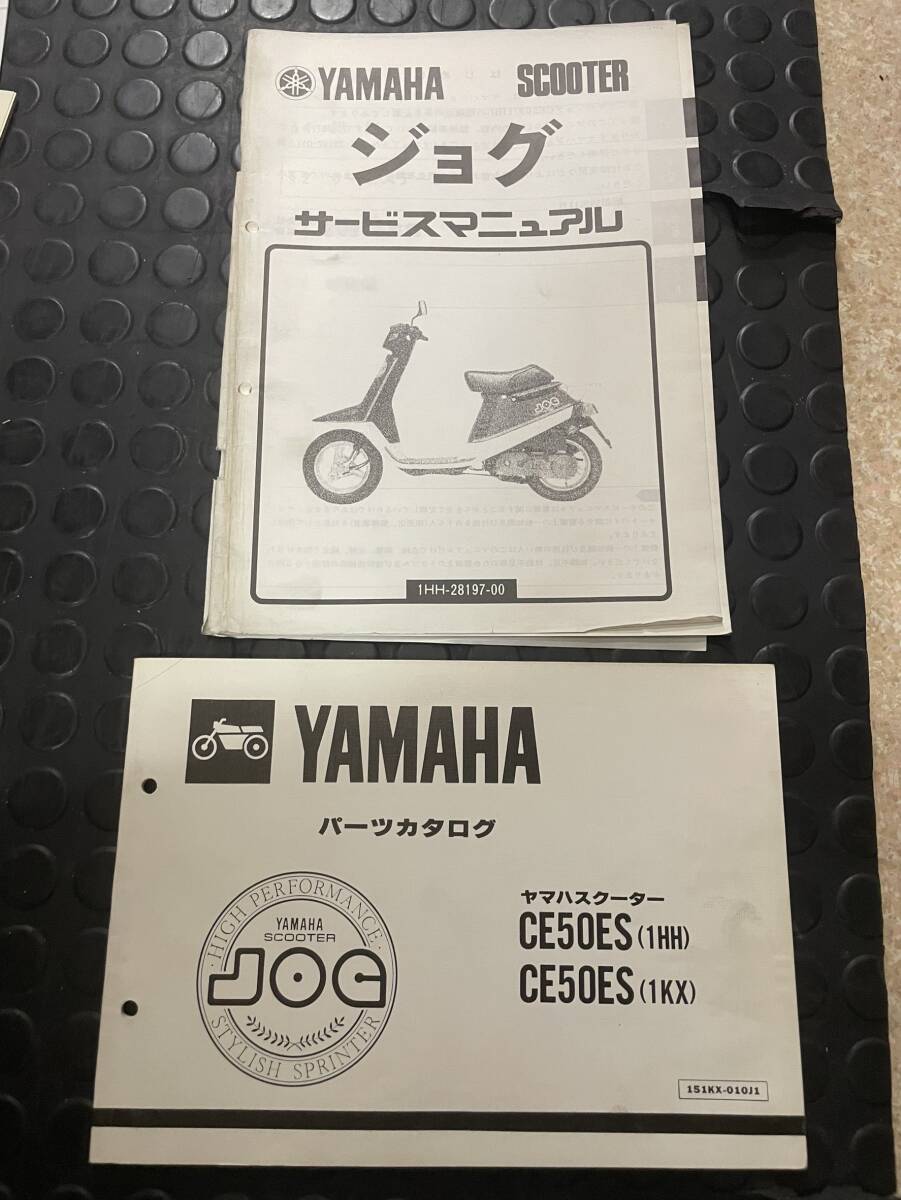 YAMAHA SCOOTER
ジョグ
サービスマニュアル
JOG
1HH-28197-00
YAMAHA
パーツカタログ
HIGH PERFORMANCE
YAMAHA
SCOOTER
JOG
STYLISH SPRINTER
ヤマハスクーター
CE50ES (1HH)
CE50ES (1KX)
151KX-010J1